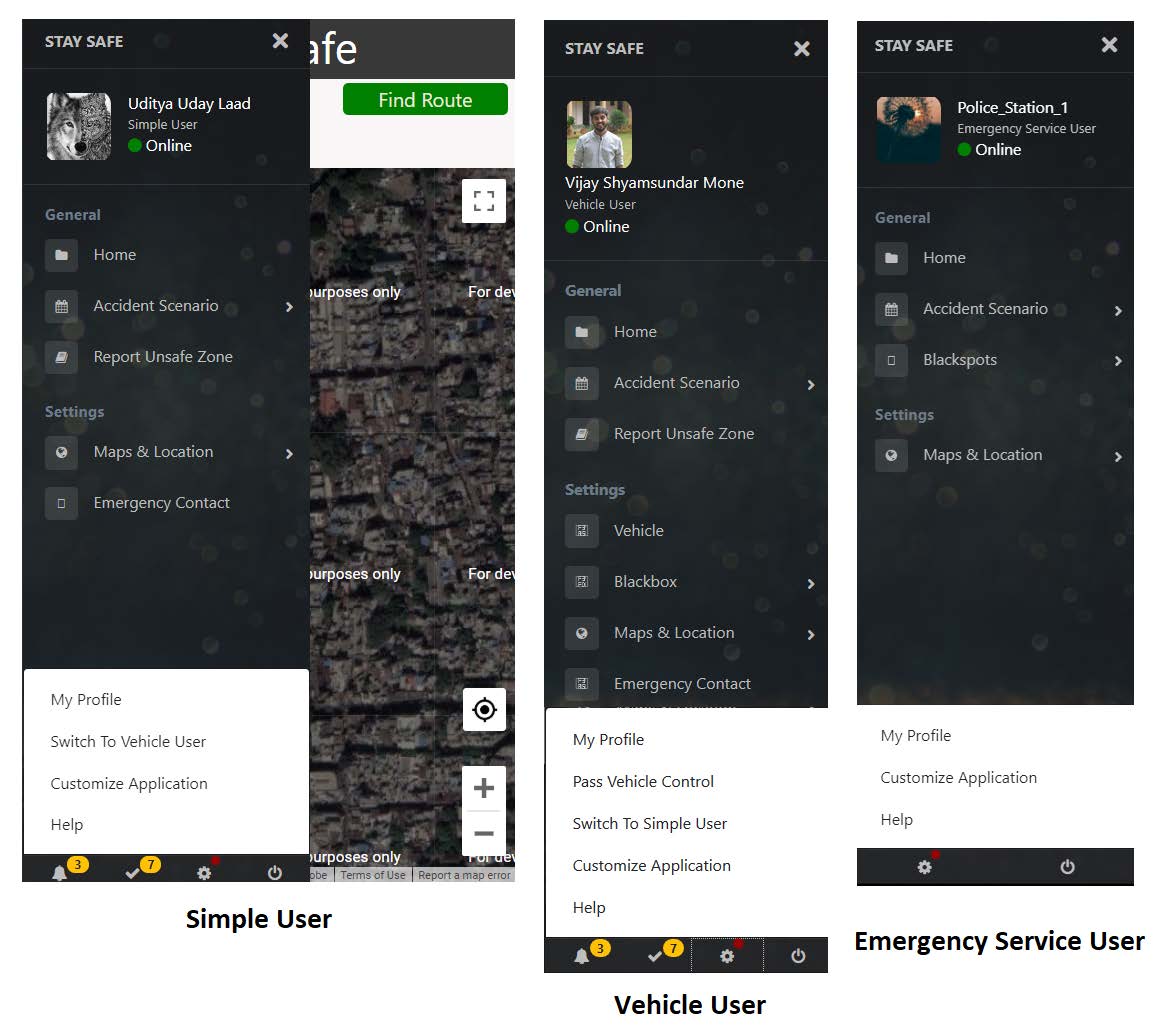 STAY SAFE
afe
Find Route
Uditya Uday Laad
Simple User
Online
General
Home
Accident Scenario
Report Unsafe Zone
Settings
Maps & Location
Emergency Contact
urposes only
For dev
urposes only
For dev
urposes only
For dev
My Profile
Switch To Vehicle User
Customize Application
Help
3
7
obe
Terms of Use
Report a map error
Simple User
STAY SAFE
Vijay Shyamsundar Mone
Vehicle User
Online
General
Home
Accident Scenario
Report Unsafe Zone
Settings
Vehicle
Blackbox
Maps & Location
Emergency Contact
My Profile
Pass Vehicle Control
Switch To Simple User
Customize Application
Help
3
7
Vehicle User
STAY SAFE
Police_Station_1
Emergency Service User
Online
General
Home
Accident Scenario
Blackspots
Settings
Maps & Location
My Profile
Customize Application
Help
Emergency Service User